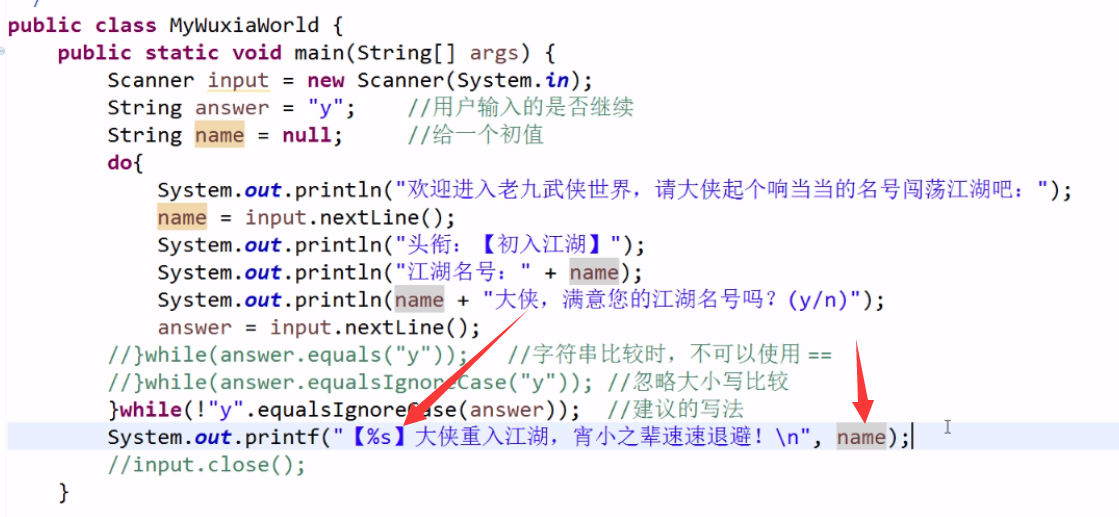 public class MyWuxiaWorld {
public static void main(String[] args) {
Scanner input = new Scanner(System.in);
String answer = "y"; //用户输入的是否继续
String name = null; //给一个初值
do{
System.out.println("欢迎进入老九武侠世界，请大侠起个响当当的名号闯荡江湖吧：");
name = input.nextLine();
System.out.println("头衔：【初入江湖】");
System.out.println("江湖名号：" + name);
System.out.println(name + "大侠，满意您的江湖名号吗？(y/n)");
answer = input.nextLine();
//}while(answer.equals("y")); //字符串比较时，不可以使用 ==
//}while(answer.equalsIgnoreCase("y")); //忽略大小写比较
}while(!"y".equalsIgnoreCase(answer)); //建议的写法
System.out.printf("【%s】大侠重入江湖，宵小之辈速速退避！\n", name);
//input.close();
}